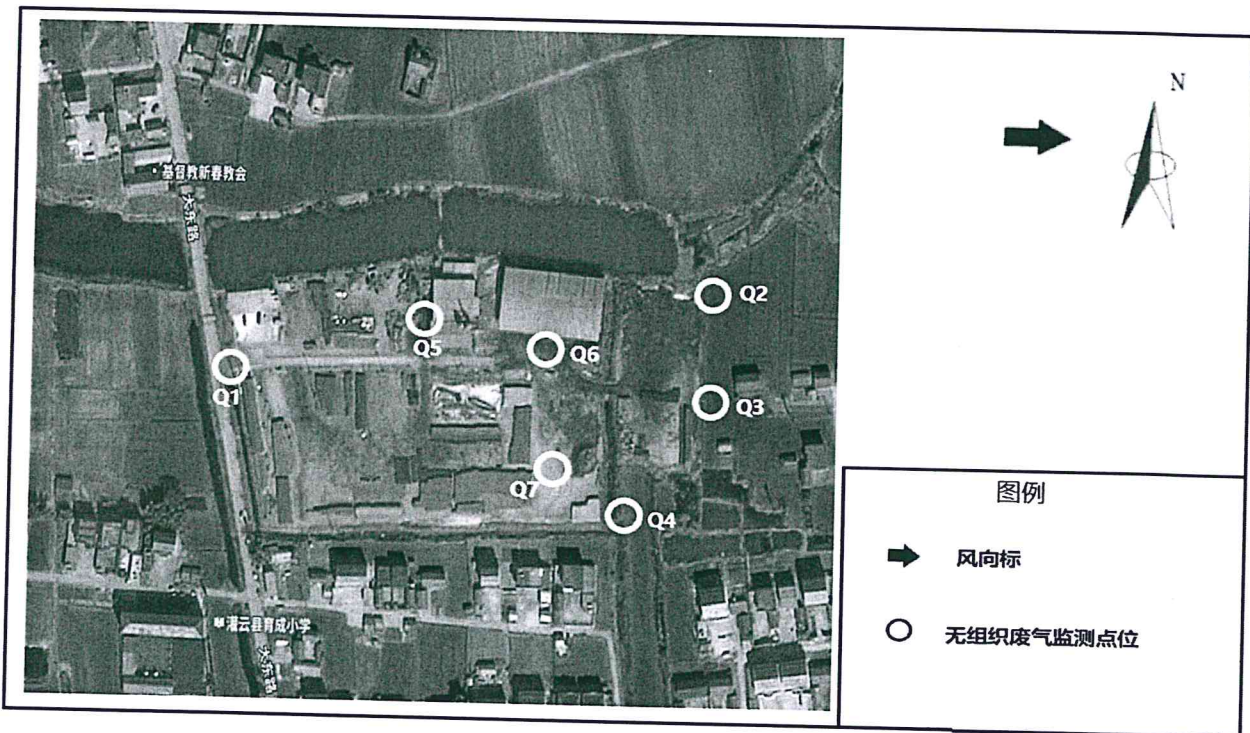 N
基督教新春教会
大东路
Q2
Q5
Q6
Q1
Q3
Q7
Q4
图例
风向标
无组织废气监测点位
灌云县育成小学
大东路